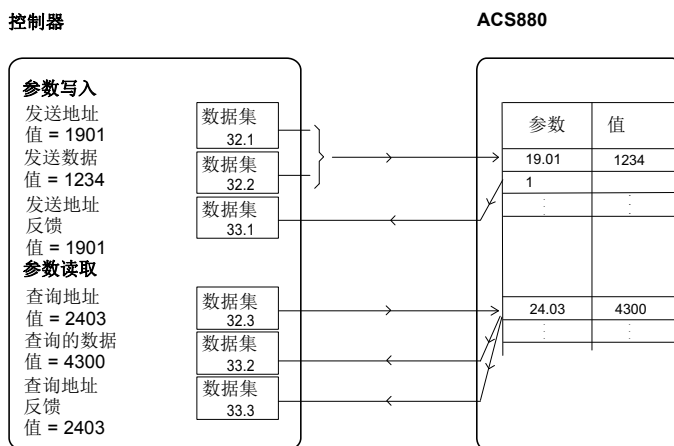 控制器
ACS880
参数写入
发送地址
值 = 1901
发送数据
值 = 1234
发送地址
反馈
值 = 1901
参数读取
查询地址
值 = 2403
查询的数据
值 = 4300
查询地址
反馈
值 = 2403
数据集
32.1
数据集
32.2
数据集
33.1
数据集
32.3
数据集
33.2
数据集
33.3
参数 值
19.01 1234
1
24.03 4300